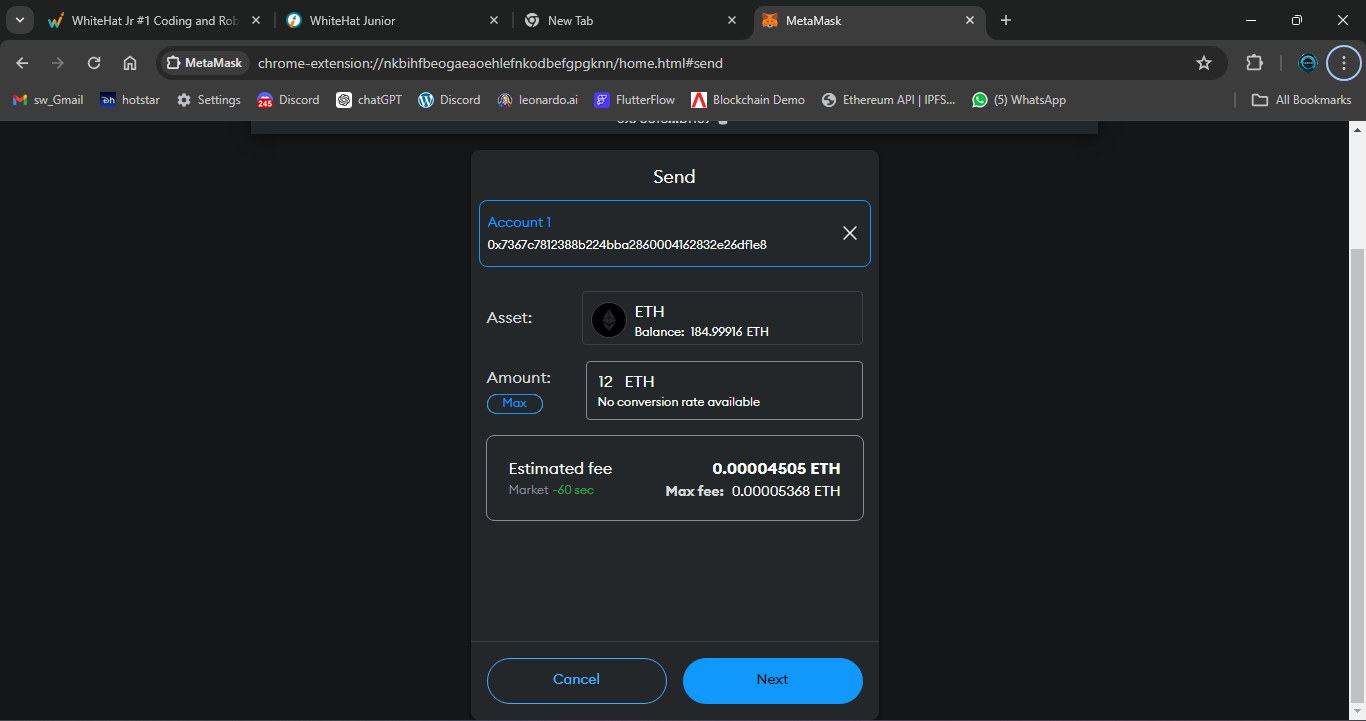 WhiteHat Jr #1 Coding and Rob
WhiteHat Junior
New Tab
MetaMask
MetaMask
chrome-extension://nkbihfbeogaeaoehlefnkodbefgpgknn/home.html#send
sw_Gmail
hotstar
Settings
245
Discord
chatGPT
Discord
leonardo.ai
FlutterFlow
Blockchain Demo
Ethereum API | IPFS...
(5) WhatsApp
All Bookmarks
Send
Account 1
0x7367c7812388b224bba2860004162832e26df1e8
Asset:
ETH
Balance: 184.99916 ETH
Amount:
Max
12 ETH
No conversion rate available
Estimated fee
0.00004505 ETH
Market ~60 sec
Max fee: 0.00005368 ETH
Cancel
Next